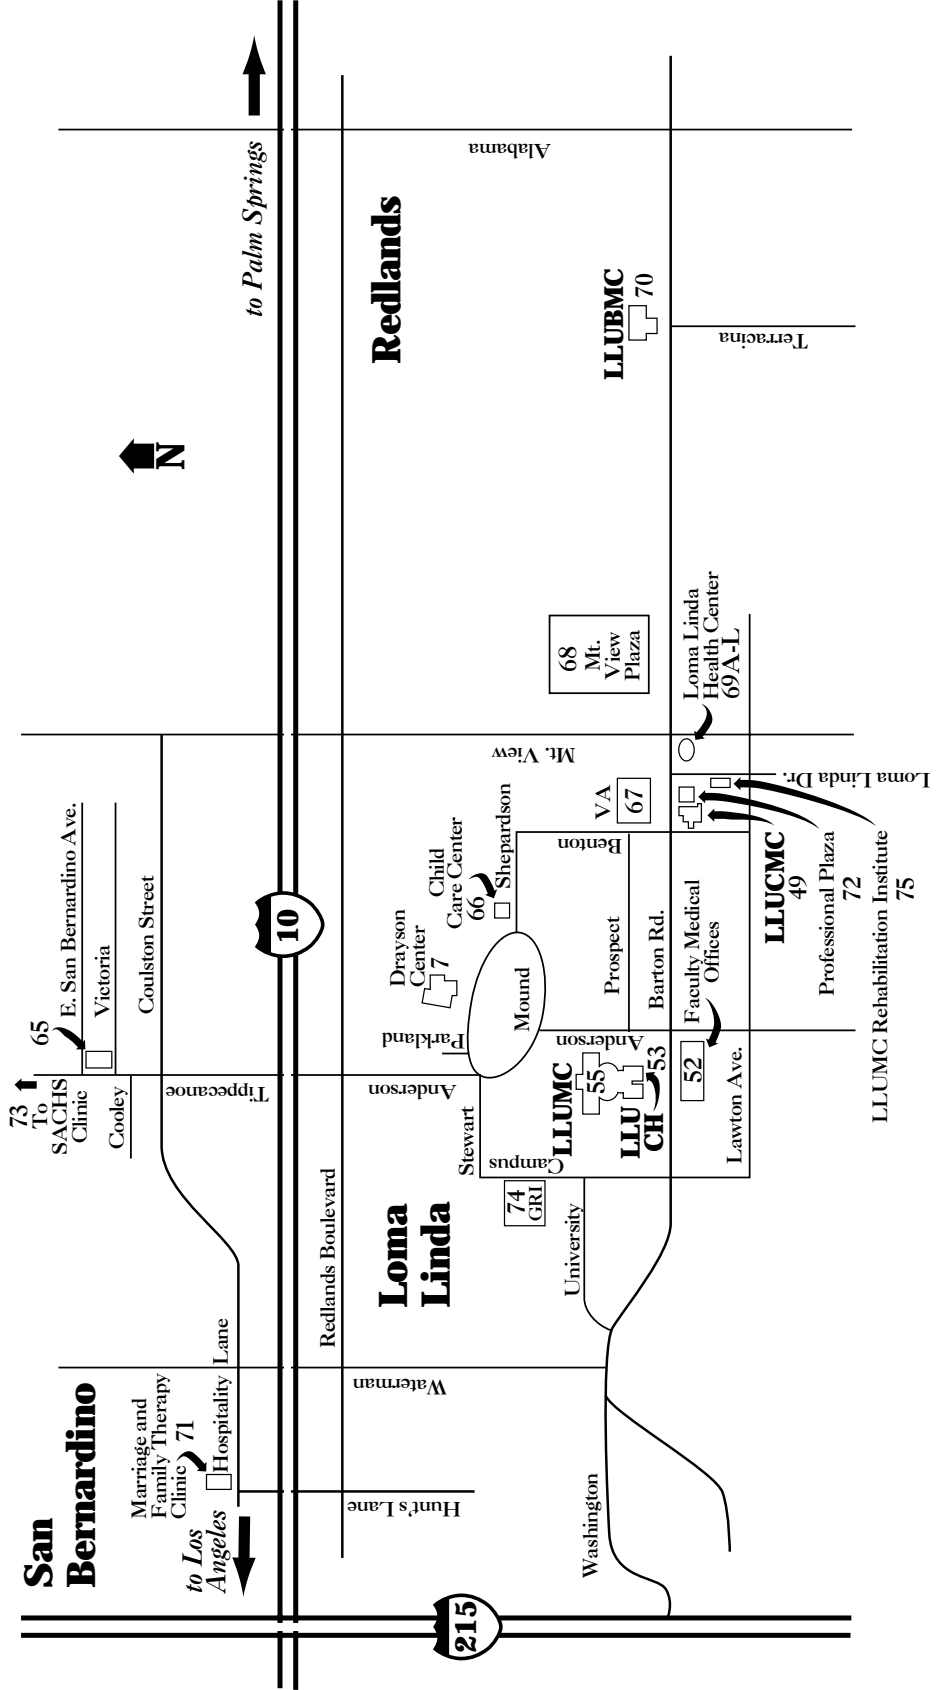 San
Bernardino
to Los
Angeles
Marriage and
Family Therapy
Clinic 71
Hospitality Lane
Hunt's Lane
Waterman
Washington
215
10
Redlands Boulevard
Loma
Linda
University
74
GRI
Campus
Stewart
73
To
SACHS
Clinic
Cooley
65
E. San Bernardino Ave.
Victoria
Coulston Street
Tippecanoe
Anderson
Parkland
Drayson
Center
7
Mound
Child
Care Center
66
Shepardson
LLUMC
55
Anderson
LLU
CH
53
52
Lawton Ave.
Faculty Medical
Offices
Barton Rd.
Prospect
Benton
VA
67
Mt. View
68
Mt.
View
Plaza
Loma Linda
Health Center
69A-L
Loma Linda Dr.
LLUCMC
49
Professional Plaza
72
LLUMC Rehabilitation Institute
75
N
Redlands
to Palm Springs
LLUBMC
70
Terracina
Alabama